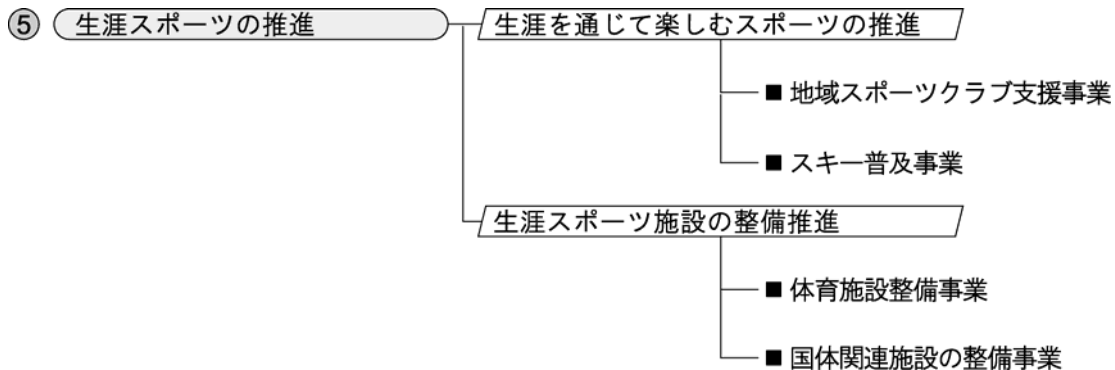 ⑤ 生涯スポーツの推進 生涯を通じて楽しむスポーツの推進
■ 地域スポーツクラブ支援事業
■ スキー普及事業
生涯スポーツ施設の整備推進
■ 体育施設整備事業
■ 国体関連施設の整備事業